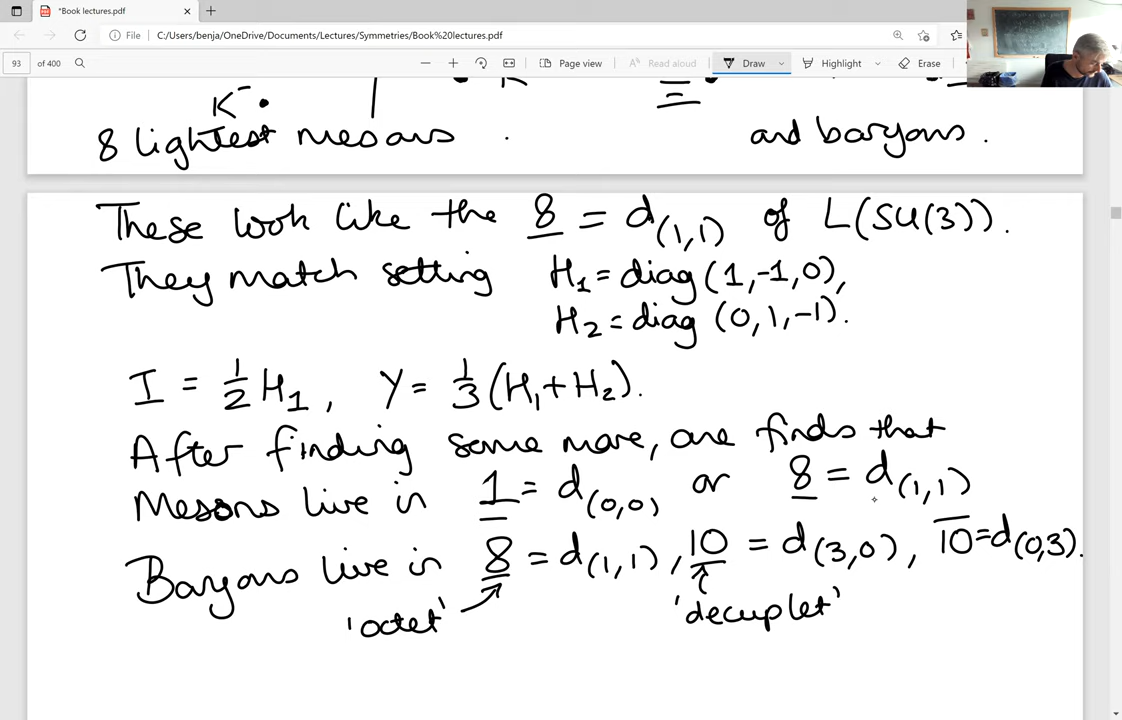 *Book lectures.pdf
File C:/Users/benja/OneDrive/Documents/Lectures/Symmetries/Book%20lectures.pdf
93 of 400 Page view Read aloud Draw Highlight Erase
K⁻ K Ξ
8 lightest mesons . and baryons.
These look like the 8 = d(1,1) of L(SU(3)).
They match setting H₁ = diag(1,-1,0),
H₂ = diag (0,1,-1).
I = 1/2 H₁, Y = 1/3 (H₁+H₂).
After finding some more, one finds that
Mesons live in 1 = d(0,0) or 8 = d(1,1)
Baryons live in 8 = d(1,1), 10 = d(3,0), 1̅0̅ = d(0,3).
'octet' 'decuplet'